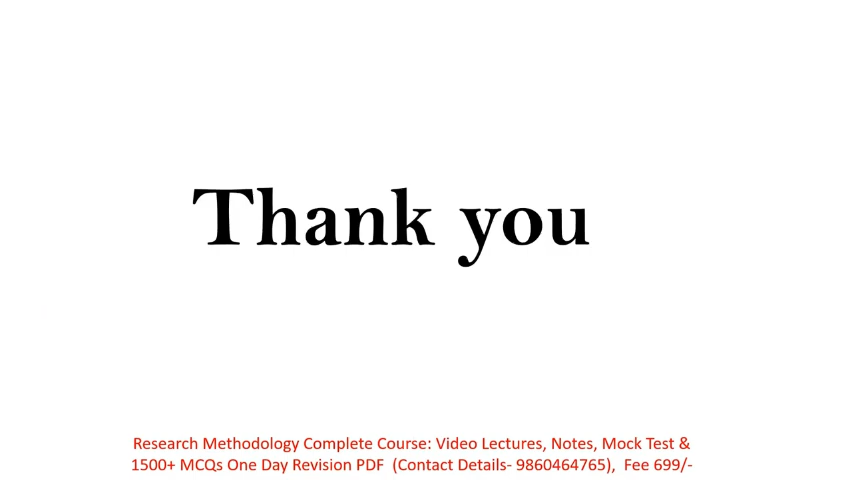 Thank you
Research Methodology Complete Course: Video Lectures, Notes, Mock Test &
1500+ MCQs One Day Revision PDF (Contact Details- 9860464765), Fee 699/-